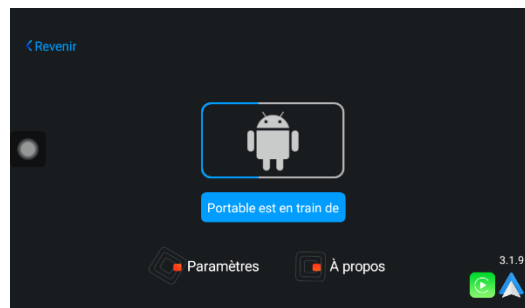 Revenir
Portable est en train de
Paramètres
À propos
3.1.9